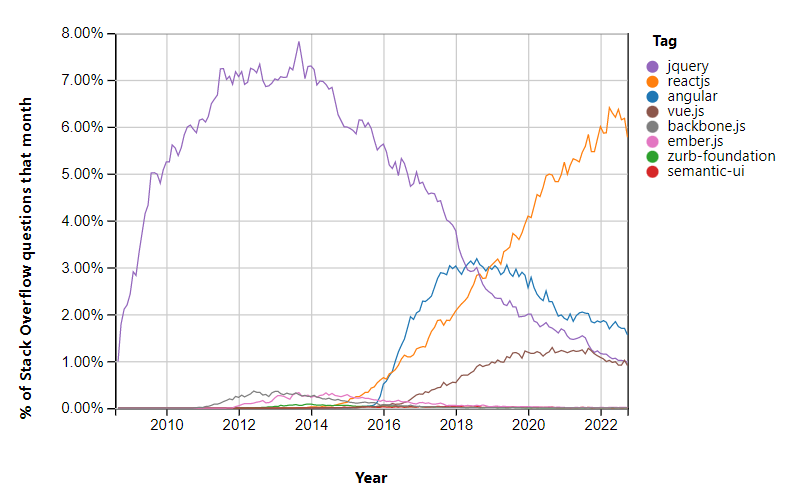 8.00%
7.00%
6.00%
5.00%
4.00%
3.00%
2.00%
1.00%
0.00%
% of Stack Overflow questions that month
2010 2012 2014 2016 2018 2020 2022
Year
Tag
jquery
reactjs
angular
vue.js
backbone.js
ember.js
zurb-foundation
semantic-ui